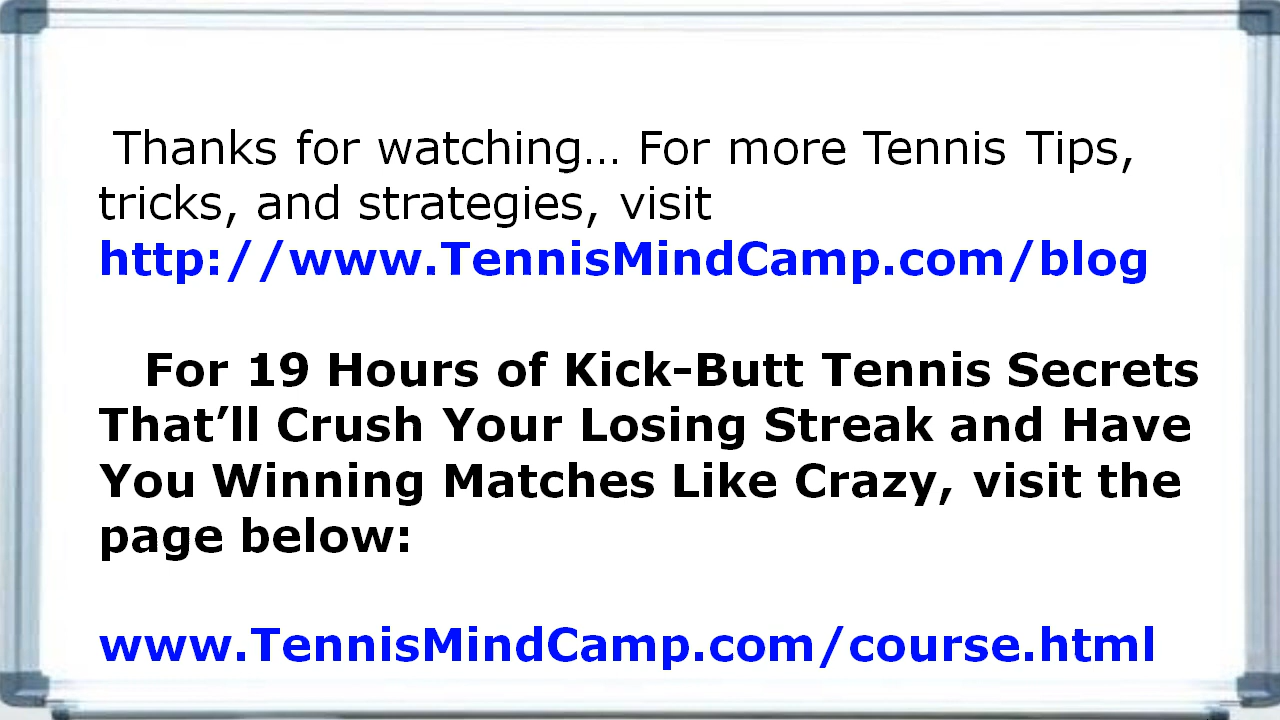 Thanks for watching… For more Tennis Tips,
tricks, and strategies, visit
http://www.TennisMindCamp.com/blog
For 19 Hours of Kick-Butt Tennis Secrets
That’ll Crush Your Losing Streak and Have
You Winning Matches Like Crazy, visit the
page below:
www.TennisMindCamp.com/course.html